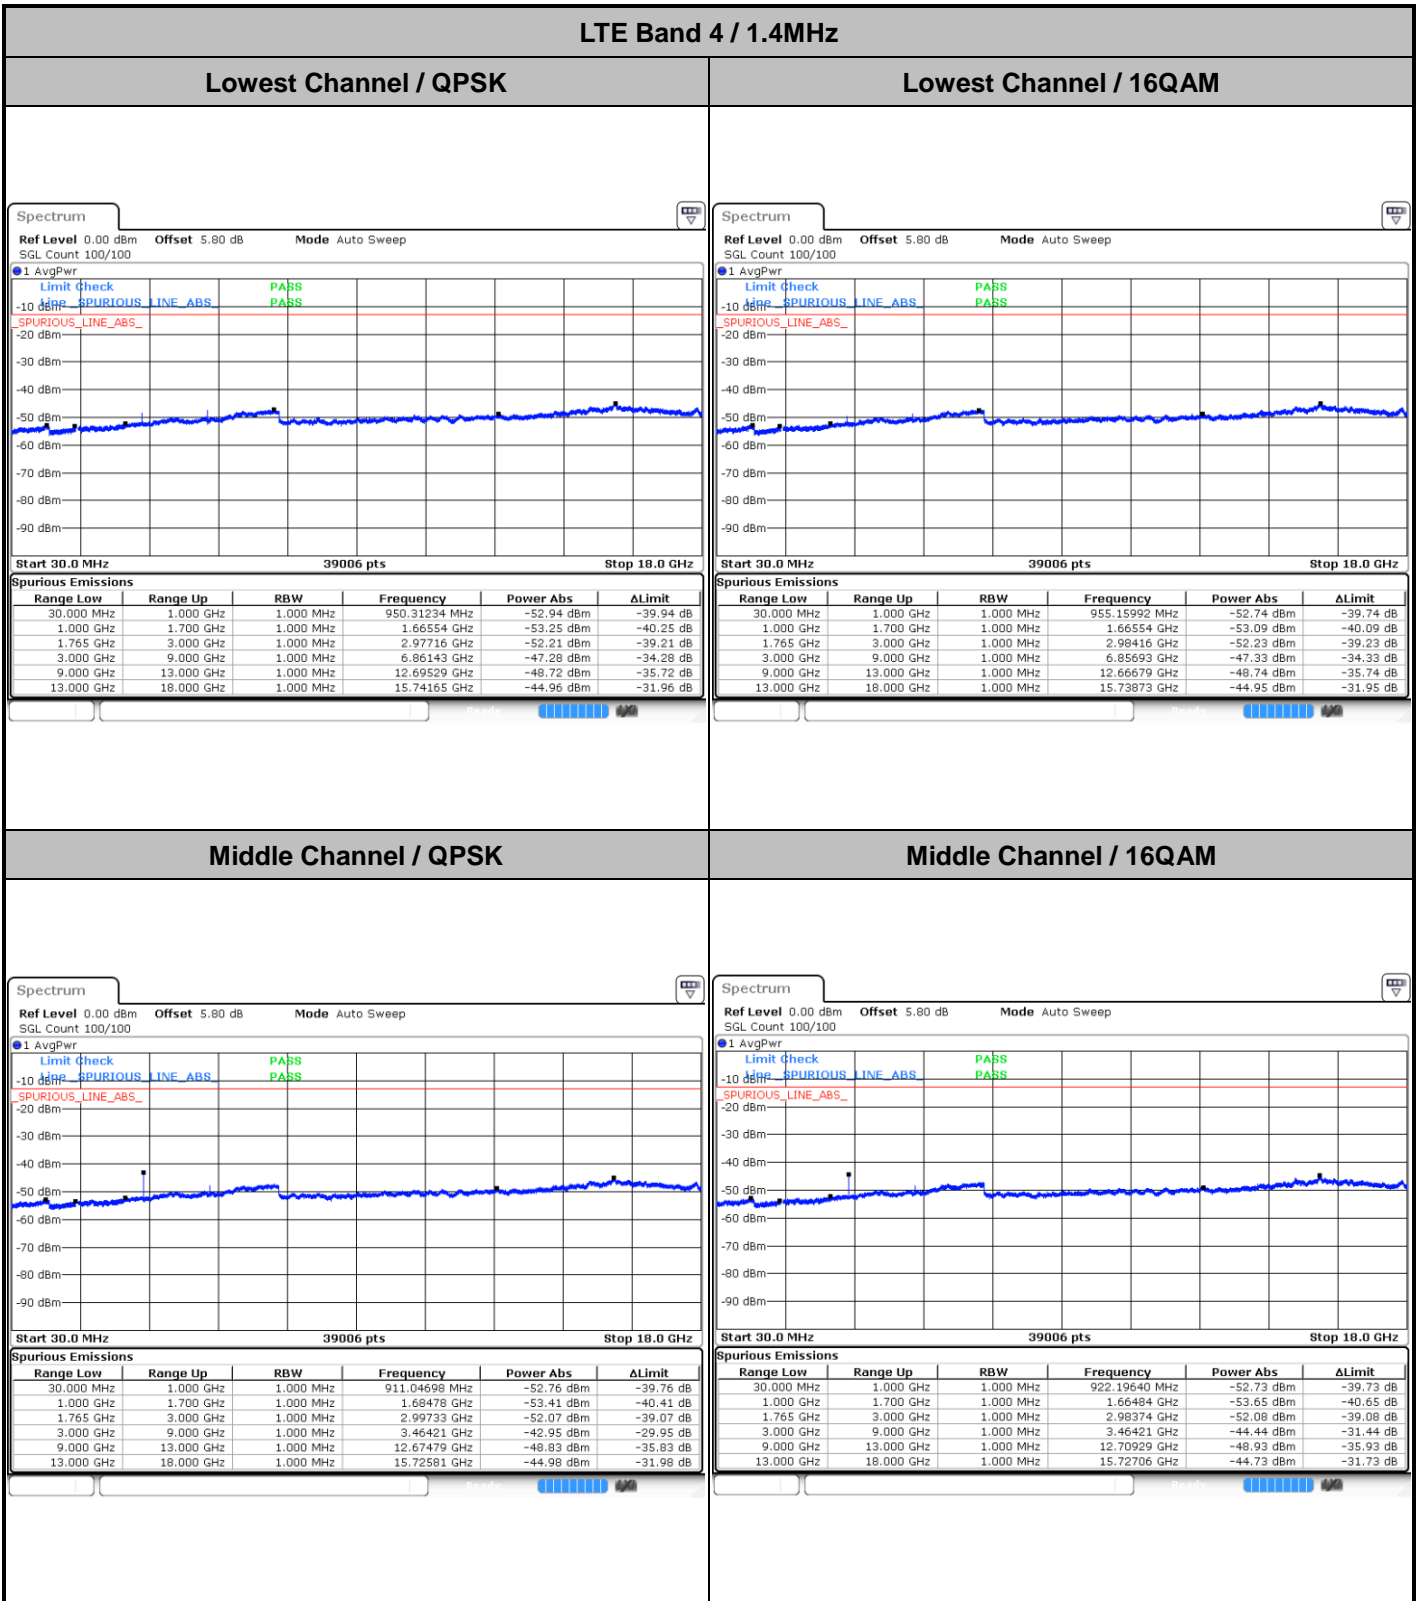 LTE Band 4 / 1.4MHz
Lowest Channel / QPSK
Lowest Channel / 16QAM
Spectrum
Ref Level 0.00 dBm Offset 5.80 dB Mode Auto Sweep
SGL Count 100/100
1 AvgPwr
Limit Check PASS
Line _SPURIOUS_LINE_ABS_ PASS
-10 dBm
_SPURIOUS_LINE_ABS_
-20 dBm
-30 dBm
-40 dBm
-50 dBm
-60 dBm
-70 dBm
-80 dBm
-90 dBm
Start 30.0 MHz 39006 pts Stop 18.0 GHz
Spurious Emissions
Range Low Range Up RBW Frequency Power Abs ΔLimit
30.000 MHz 1.000 GHz 1.000 MHz 950.31234 MHz -52.94 dBm -39.94 dB
1.000 GHz 1.700 GHz 1.000 MHz 1.66554 GHz -53.25 dBm -40.25 dB
1.765 GHz 3.000 GHz 1.000 MHz 2.97716 GHz -52.21 dBm -39.21 dB
3.000 GHz 9.000 GHz 1.000 MHz 6.86143 GHz -47.28 dBm -34.28 dB
9.000 GHz 13.000 GHz 1.000 MHz 12.69529 GHz -48.72 dBm -35.72 dB
13.000 GHz 18.000 GHz 1.000 MHz 15.74165 GHz -44.96 dBm -31.96 dB
Ready
Spectrum
Ref Level 0.00 dBm Offset 5.80 dB Mode Auto Sweep
SGL Count 100/100
1 AvgPwr
Limit Check PASS
Line _SPURIOUS_LINE_ABS_ PASS
-10 dBm
_SPURIOUS_LINE_ABS_
-20 dBm
-30 dBm
-40 dBm
-50 dBm
-60 dBm
-70 dBm
-80 dBm
-90 dBm
Start 30.0 MHz 39006 pts Stop 18.0 GHz
Spurious Emissions
Range Low Range Up RBW Frequency Power Abs ΔLimit
30.000 MHz 1.000 GHz 1.000 MHz 955.15992 MHz -52.74 dBm -39.74 dB
1.000 GHz 1.700 GHz 1.000 MHz 1.66554 GHz -53.09 dBm -40.09 dB
1.765 GHz 3.000 GHz 1.000 MHz 2.98416 GHz -52.23 dBm -39.23 dB
3.000 GHz 9.000 GHz 1.000 MHz 6.85693 GHz -47.33 dBm -34.33 dB
9.000 GHz 13.000 GHz 1.000 MHz 12.66679 GHz -48.74 dBm -35.74 dB
13.000 GHz 18.000 GHz 1.000 MHz 15.73873 GHz -44.95 dBm -31.95 dB
Ready
Middle Channel / QPSK
Middle Channel / 16QAM
Spectrum
Ref Level 0.00 dBm Offset 5.80 dB Mode Auto Sweep
SGL Count 100/100
1 AvgPwr
Limit Check PASS
Line _SPURIOUS_LINE_ABS_ PASS
-10 dBm
_SPURIOUS_LINE_ABS_
-20 dBm
-30 dBm
-40 dBm
-50 dBm
-60 dBm
-70 dBm
-80 dBm
-90 dBm
Start 30.0 MHz 39006 pts Stop 18.0 GHz
Spurious Emissions
Range Low Range Up RBW Frequency Power Abs ΔLimit
30.000 MHz 1.000 GHz 1.000 MHz 911.04698 MHz -52.76 dBm -39.76 dB
1.000 GHz 1.700 GHz 1.000 MHz 1.68478 GHz -53.41 dBm -40.41 dB
1.765 GHz 3.000 GHz 1.000 MHz 2.99733 GHz -52.07 dBm -39.07 dB
3.000 GHz 9.000 GHz 1.000 MHz 3.46421 GHz -42.95 dBm -29.95 dB
9.000 GHz 13.000 GHz 1.000 MHz 12.67479 GHz -48.83 dBm -35.83 dB
13.000 GHz 18.000 GHz 1.000 MHz 15.72581 GHz -44.98 dBm -31.98 dB
Ready
Spectrum
Ref Level 0.00 dBm Offset 5.80 dB Mode Auto Sweep
SGL Count 100/100
1 AvgPwr
Limit Check PASS
Line _SPURIOUS_LINE_ABS_ PASS
-10 dBm
_SPURIOUS_LINE_ABS_
-20 dBm
-30 dBm
-40 dBm
-50 dBm
-60 dBm
-70 dBm
-80 dBm
-90 dBm
Start 30.0 MHz 39006 pts Stop 18.0 GHz
Spurious Emissions
Range Low Range Up RBW Frequency Power Abs ΔLimit
30.000 MHz 1.000 GHz 1.000 MHz 922.19640 MHz -52.73 dBm -39.73 dB
1.000 GHz 1.700 GHz 1.000 MHz 1.66484 GHz -53.65 dBm -40.65 dB
1.765 GHz 3.000 GHz 1.000 MHz 2.98374 GHz -52.08 dBm -39.08 dB
3.000 GHz 9.000 GHz 1.000 MHz 3.46421 GHz -44.44 dBm -31.44 dB
9.000 GHz 13.000 GHz 1.000 MHz 12.70929 GHz -48.93 dBm -35.93 dB
13.000 GHz 18.000 GHz 1.000 MHz 15.72706 GHz -44.73 dBm -31.73 dB
Ready